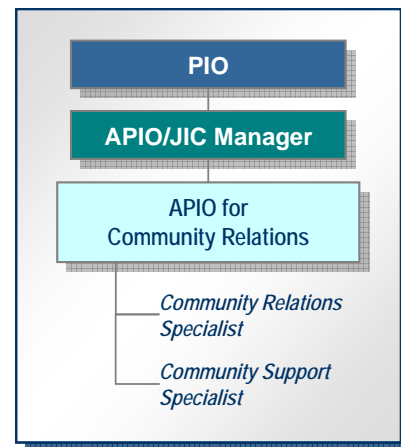 PIO
APIO/JIC Manager
APIO for
Community Relations
Community Relations
Specialist
Community Support
Specialist